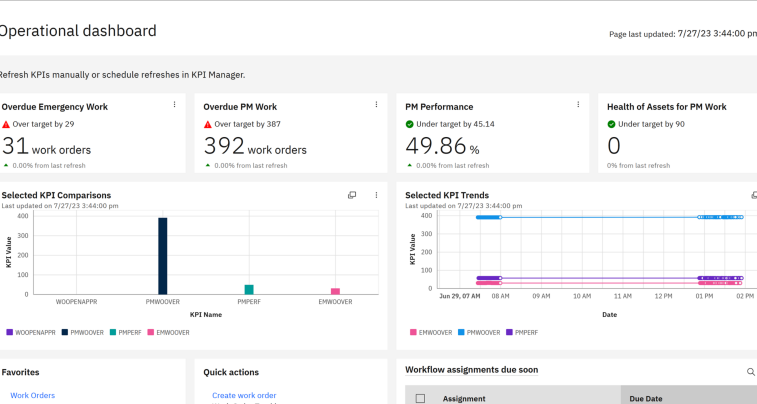 Operational dashboard
Page last updated: 7/27/23 3:44:00 pm
Refresh KPIs manually or schedule refreshes in KPI Manager.
Overdue Emergency Work
Over target by 29
31 work orders
0.00% from last refresh
Overdue PM Work
Over target by 387
392 work orders
0.00% from last refresh
PM Performance
Under target by 45.14
49.86 %
0.00% from last refresh
Health of Assets for PM Work
Under target by 90
0
0% from last refresh
Selected KPI Comparisons
Last updated on 7/27/23 3:44:00 pm
KPI Value
400
300
200
100
0
WOOPENAPPR PMWOOVER PMPERF EMWOOVER
KPI Name
WOOPENAPPR PMWOOVER PMPERF EMWOOVER
Selected KPI Trends
Last updated on 7/27/23 3:44:00 pm
KPI Value
400
300
200
100
0
Jun 29, 07 AM 08 AM 09 AM 10 AM 11 AM 12 PM 01 PM 02 PM
Date
EMWOOVER PMWOOVER PMPERF
Favorites
Work Orders
Quick actions
Create work order
Workflow assignments due soon
Assignment Due Date